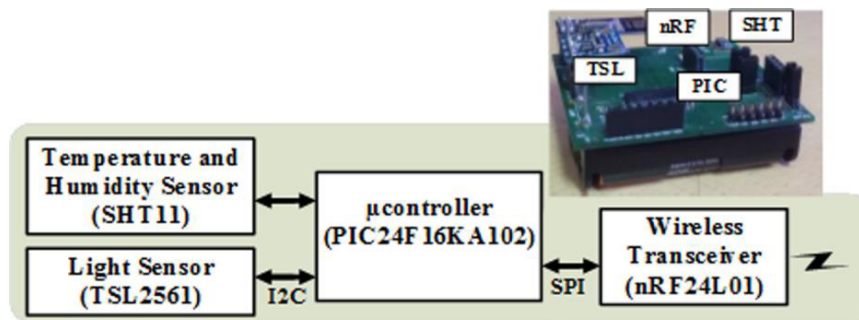 nRF
SHT
TSL
PIC
Temperature and
Humidity Sensor
(SHT11)
µcontroller
(PIC24F16KA102)
Wireless
Transceiver
(nRF24L01)
Light Sensor
(TSL2561)
I2C
SPI